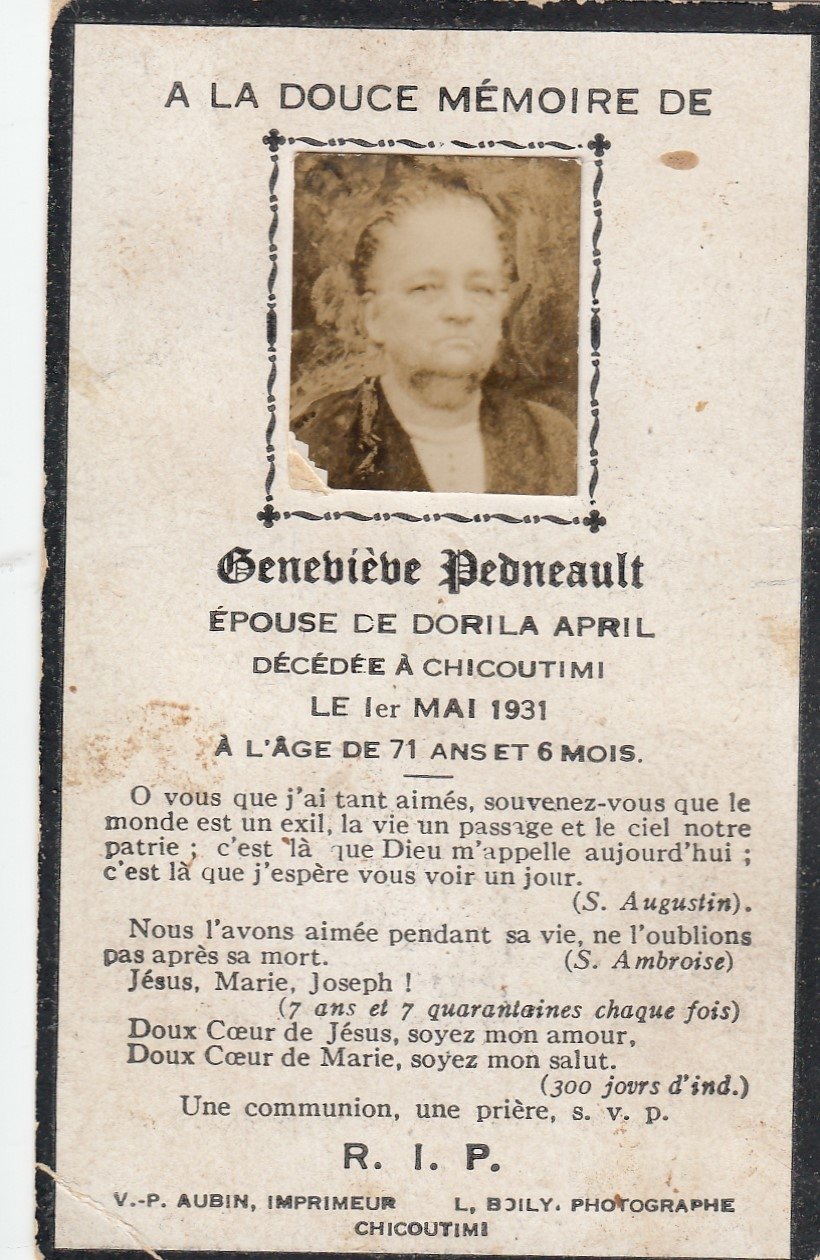 A LA DOUCE MÉMOIRE DE
Geneviève Pedneault
ÉPOUSE DE DORILA APRIL
DÉCÉDÉE À CHICOUTIMI
LE 1er MAI 1931
À L'ÂGE DE 71 ANS ET 6 MOIS.
O vous que j'ai tant aimés, souvenez-vous que le
monde est un exil, la vie un passage et le ciel notre
patrie ; c'est là que Dieu m'appelle aujourd'hui ;
c'est là que j'espère vous voir un jour.
(S. Augustin).
Nous l'avons aimée pendant sa vie, ne l'oublions
pas après sa mort. (S. Ambroise)
Jésus, Marie, Joseph !
(7 ans et 7 quarantaines chaque fois)
Doux Cœur de Jésus, soyez mon amour,
Doux Cœur de Marie, soyez mon salut.
(300 jovrs d'ind.)
Une communion, une prière, s. v. p.
R. I. P.
V.-P. AUBIN, IMPRIMEUR L, BOILY. PHOTOGRAPHE
CHICOUTIMI